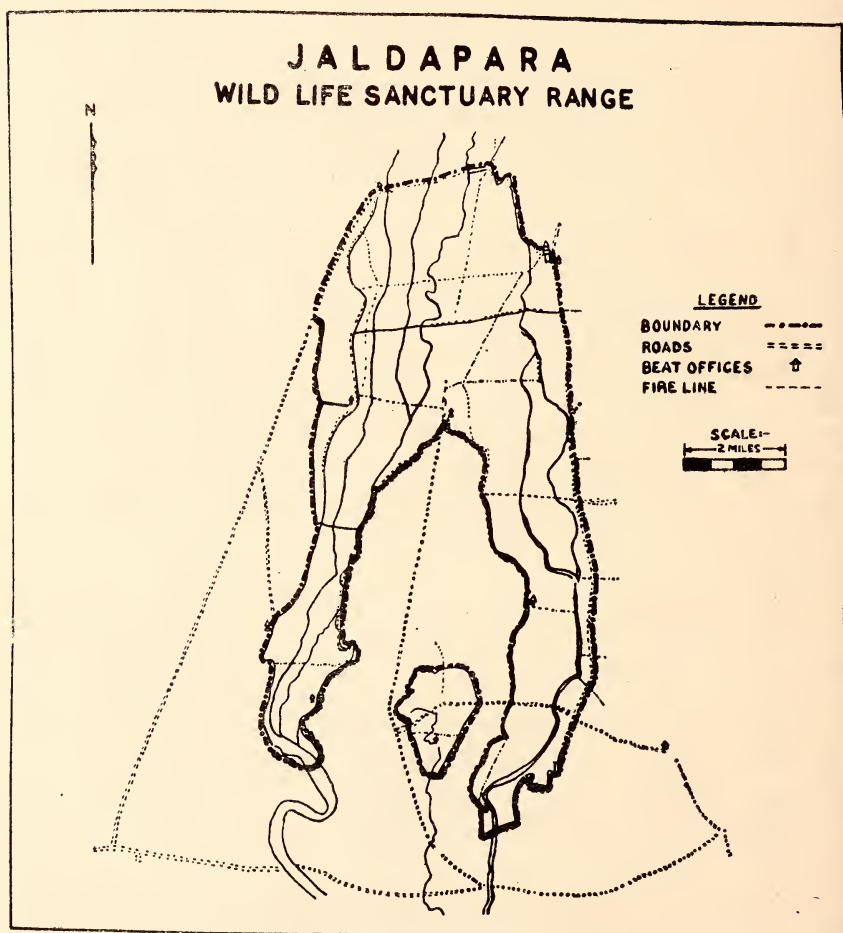 JALDAPARA
WILD LIFE SANCTUARY RANGE
N
LEGEND
BOUNDARY
ROADS
BEAT OFFICES
FIRE LINE
SCALE:-
2 MILES